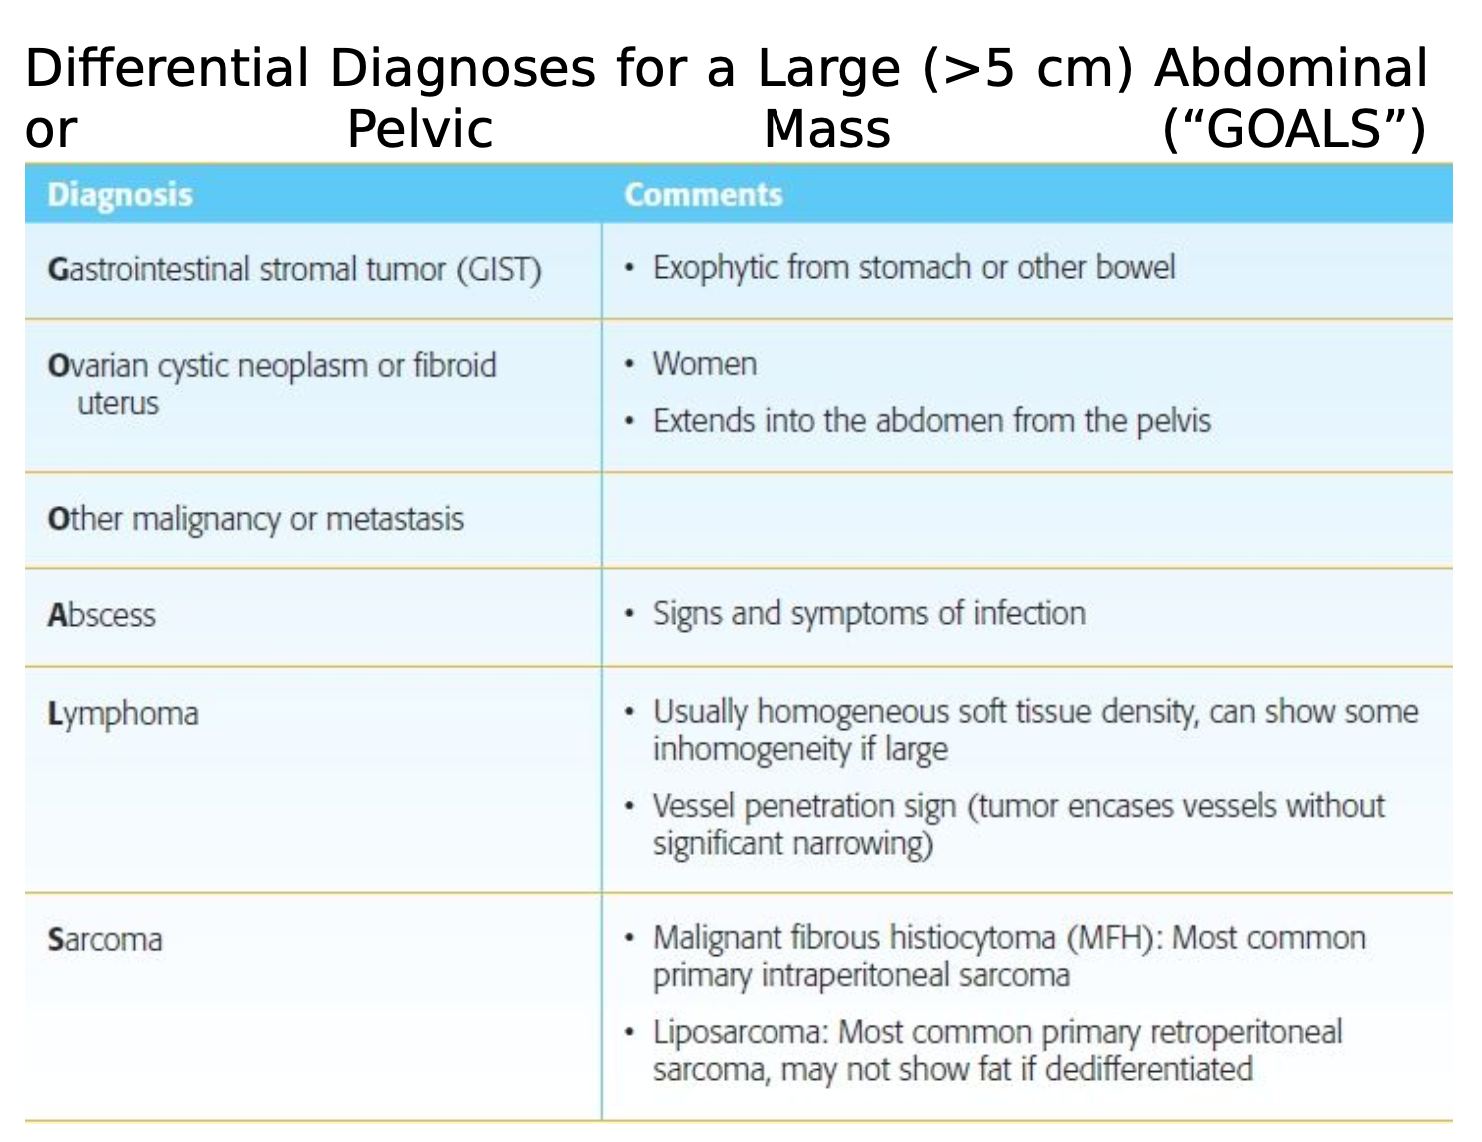 Differential Diagnoses for a Large (>5 cm) Abdominal
or Pelvic Mass (“GOALS”)
Diagnosis Comments
Gastrointestinal stromal tumor (GIST) • Exophytic from stomach or other bowel
Ovarian cystic neoplasm or fibroid
uterus
• Women
• Extends into the abdomen from the pelvis
Other malignancy or metastasis
Abscess • Signs and symptoms of infection
Lymphoma • Usually homogeneous soft tissue density, can show some
inhomogeneity if large
• Vessel penetration sign (tumor encases vessels without
significant narrowing)
Sarcoma • Malignant fibrous histiocytoma (MFH): Most common
primary intraperitoneal sarcoma
• Liposarcoma: Most common primary retroperitoneal
sarcoma, may not show fat if dedifferentiated